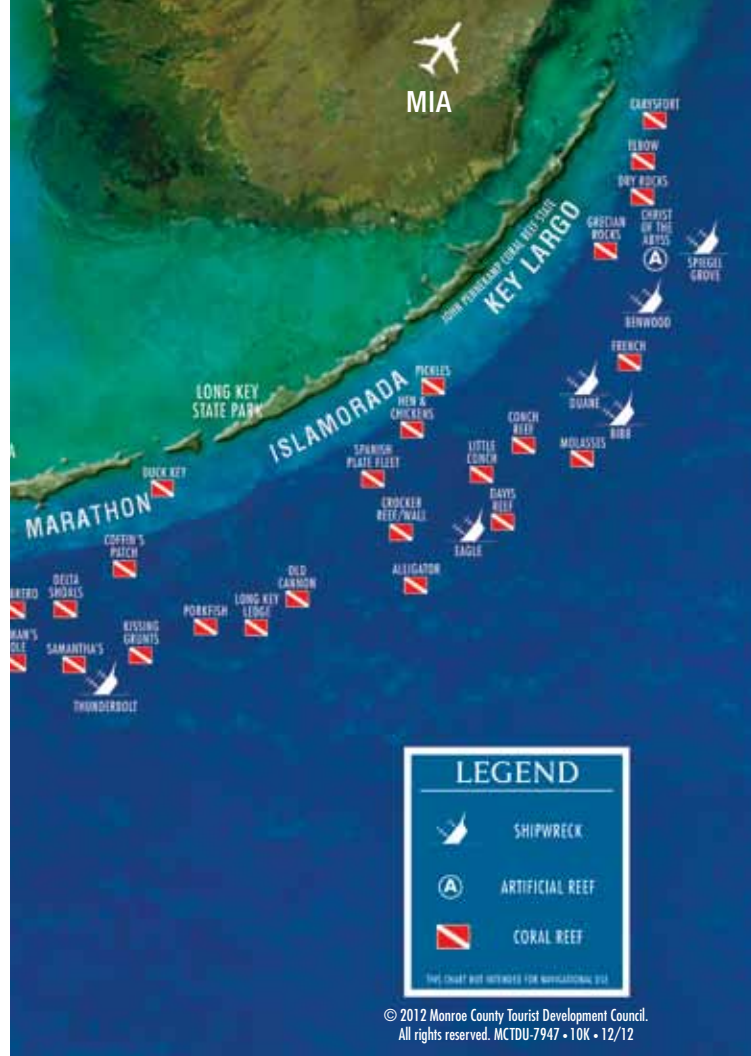 MIA
CARYSFORT
ELBOW
DRY ROCKS
CHRIST
OF THE
ABYSS
A
GRECIAN
ROCKS
SPIEGEL
GROVE
JOHN PENNEKAMP CORAL REEF STATE
KEY LARGO
BENWOOD
FRENCH
DUANE
BIBB
PICKLES
LONG KEY
STATE PARK
ISLAMORADA
HEN &
CHICKENS
CONCH
REEF
MOLASSES
SPANISH
PLATE FLEET
LITTLE
CONCH
DUCK KEY
MARATHON
CROCKER
REEF/WALL
DAVIS
REEF
EAGLE
COFFIN'S
PATCH
ALLIGATOR
OLD
CANNON
DELTA
SHOALS
LONG KEY
LEDGE
PORKFISH
KISSING
GRUNTS
SAMANTHA'S
THUNDERBOLT
LEGEND
SHIPWRECK
A ARTIFICIAL REEF
CORAL REEF
THIS CHART NOT INTENDED FOR NAVIGATIONAL USE
© 2012 Monroe County Tourist Development Council.
All rights reserved. MCTDU-7947 • 10K • 12/12